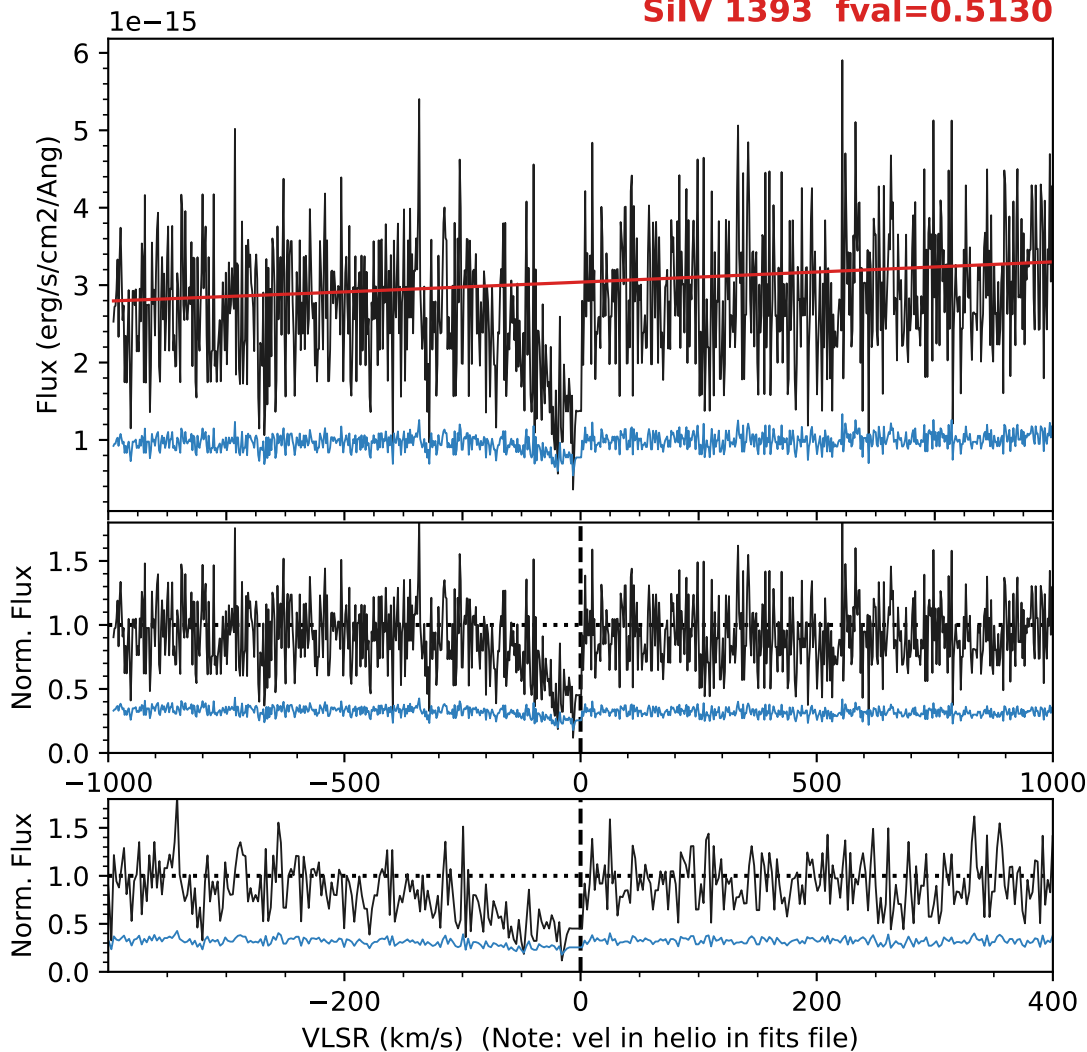 1e−15
SiIV 1393 fval=0.5130
6
5
4
3
2
1
Flux (erg/s/cm2/Ang)
1.5
1.0
0.5
0.0
Norm. Flux
−1000 −500 0 500 1000
1.5
1.0
0.5
0.0
Norm. Flux
−200 0 200 400
VLSR (km/s) (Note: vel in helio in fits file)